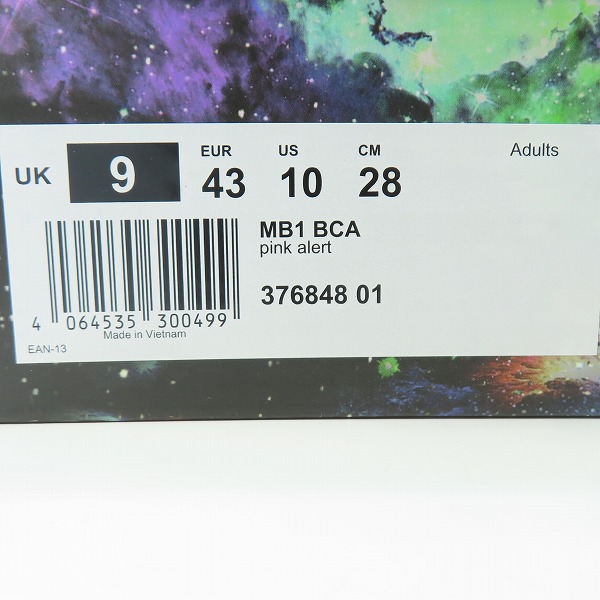 UK 9 EUR 43 US 10 CM 28 Adults
MB1 BCA
pink alert
376848 01
4 064535 300499
Made in Vietnam
EAN-13